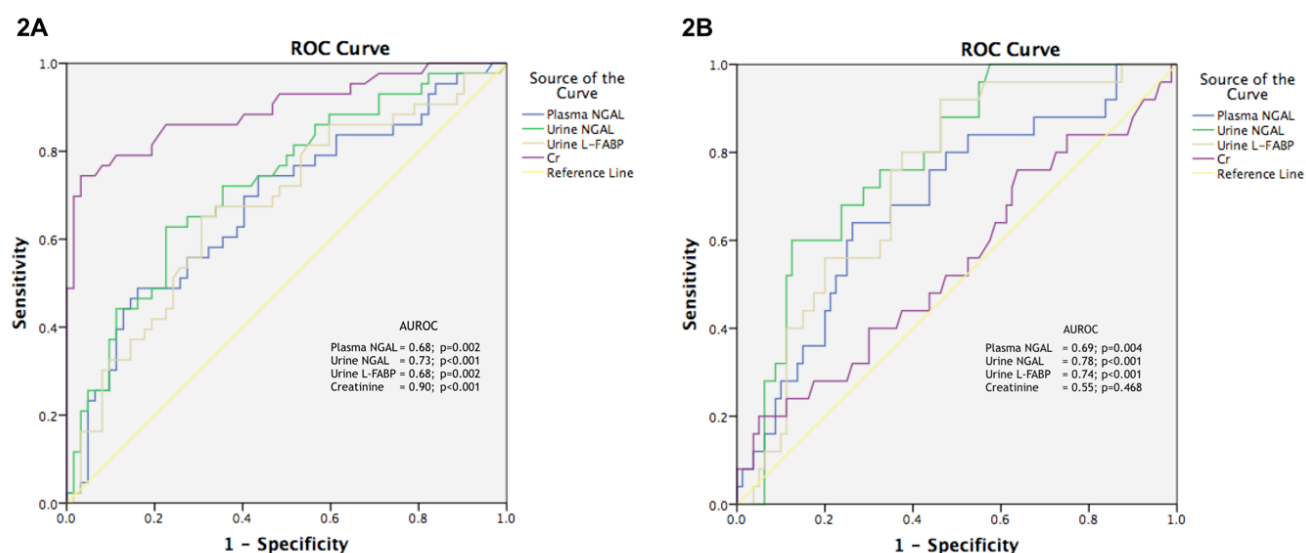 2A
ROC Curve
1.0
0.8
0.6
0.4
0.2
0.0
Sensitivity
0.0 0.2 0.4 0.6 0.8 1.0
1 - Specificity
Source of the
Curve
Plasma NGAL
Urine NGAL
Urine L-FABP
Cr
Reference Line
AUROC
Plasma NGAL = 0.68; p=0.002
Urine NGAL = 0.73; p<0.001
Urine L-FABP = 0.68; p=0.002
Creatinine = 0.90; p<0.001
2B
ROC Curve
1.0
0.8
0.6
0.4
0.2
0.0
Sensitivity
0.0 0.2 0.4 0.6 0.8 1.0
1 - Specificity
Source of the
Curve
Plasma NGAL
Urine NGAL
Urine L-FABP
Cr
Reference Line
AUROC
Plasma NGAL = 0.69; p=0.004
Urine NGAL = 0.78; p<0.001
Urine L-FABP = 0.74; p<0.001
Creatinine = 0.55; p=0.468